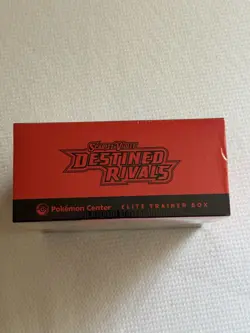 Scarlet & Violet
DESTINED
RIVALS
Pokémon Center ELITE TRAINER BOX